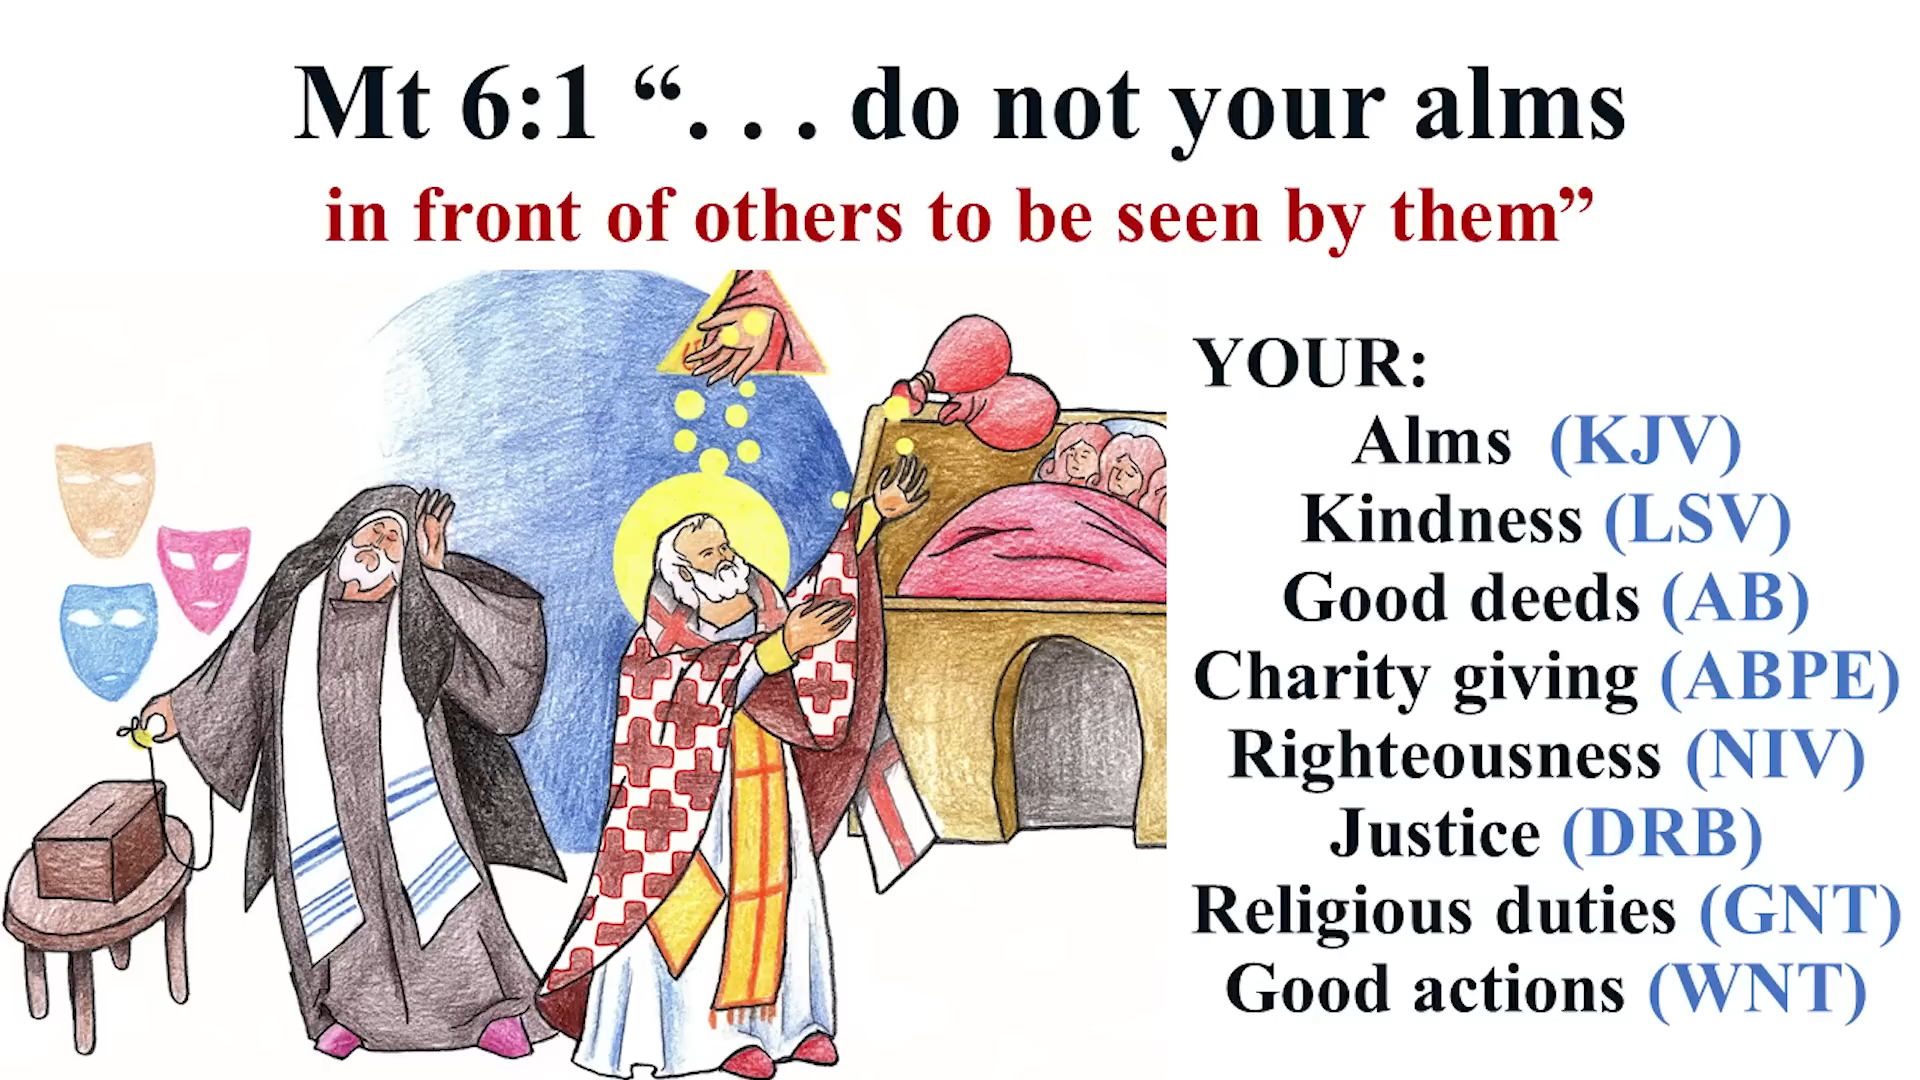 Mt 6:1 “. . . do not your alms
in front of others to be seen by them”
YOUR:
Alms (KJV)
Kindness (LSV)
Good deeds (AB)
Charity giving (ABPE)
Righteousness (NIV)
Justice (DRB)
Religious duties (GNT)
Good actions (WNT)